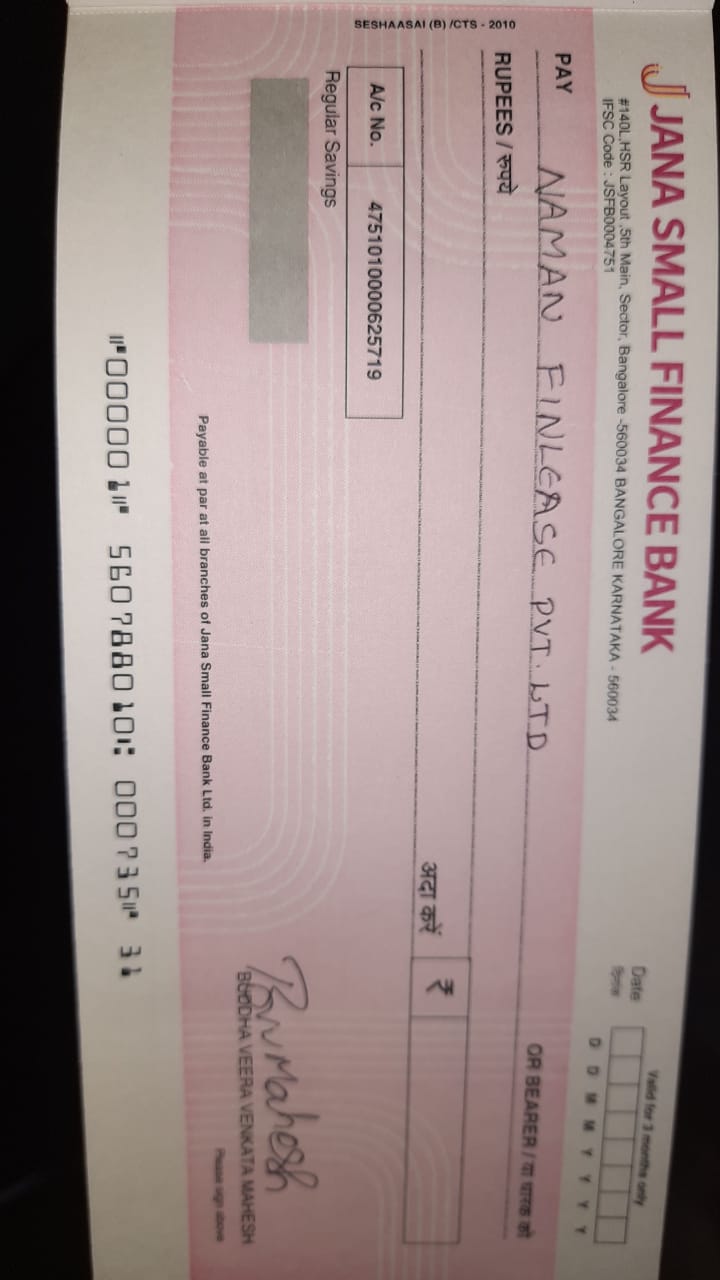 JANA SMALL FINANCE BANK
#140L,HSR Layout ,5th Main, Sector, Bangalore -560034 BANGALORE KARNATAKA - 560034
IFSC Code : JSFB0004751
Valid for 3 months only
Date
दिनांक
D D M M Y Y Y Y
PAY NAMAN FINLEASE PVT. LTD OR BEARER / या धारक को
RUPEES / रुपये
अदा करें ₹
A/c No. 4751010000625719
Regular Savings
SESHAASAI (B) /CTS - 2010
BV Mahesh
BUDDHA VEERA VENKATA MAHESH
Please sign above
Payable at par at all branches of Jana Small Finance Bank Ltd. in India.
⑈000001⑈ 560788010⑆ 000735⑈ 31